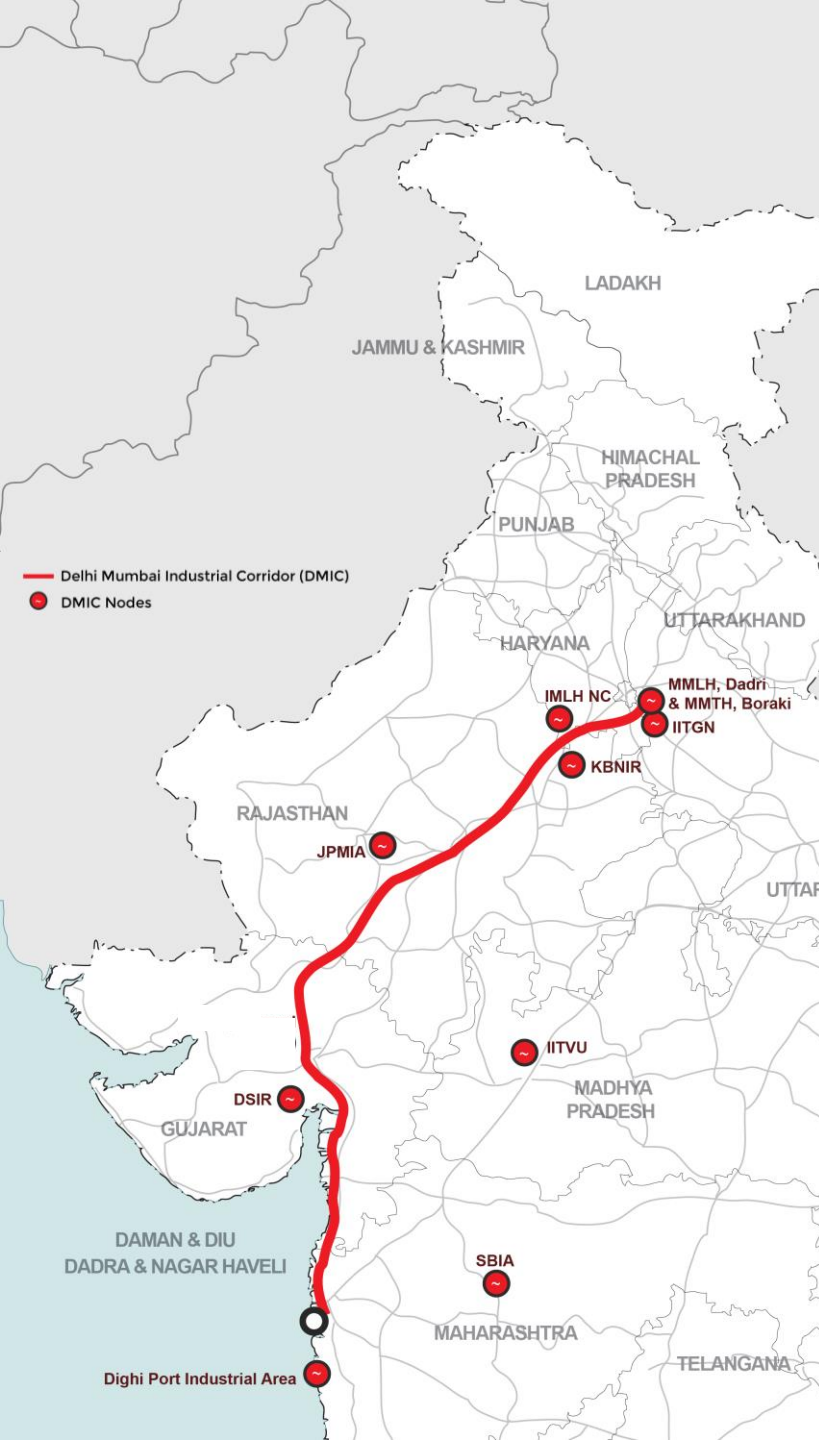 LADAKH
JAMMU & KASHMIR
HIMACHAL
PRADESH
PUNJAB
Delhi Mumbai Industrial Corridor (DMIC)
~ DMIC Nodes
UTTARAKHAND
HARYANA
MMLH, Dadri
& MMTH, Boraki
~
IMLH NC
~
IITGN
~
KBNIR
~
RAJASTHAN
JPMIA
~
UTTAR
IITVU
~
MADHYA
PRADESH
DSIR
~
GUJARAT
DAMAN & DIU
DADRA & NAGAR HAVELI
SBIA
~
MAHARASHTRA
TELANGANA
Dighi Port Industrial Area
~